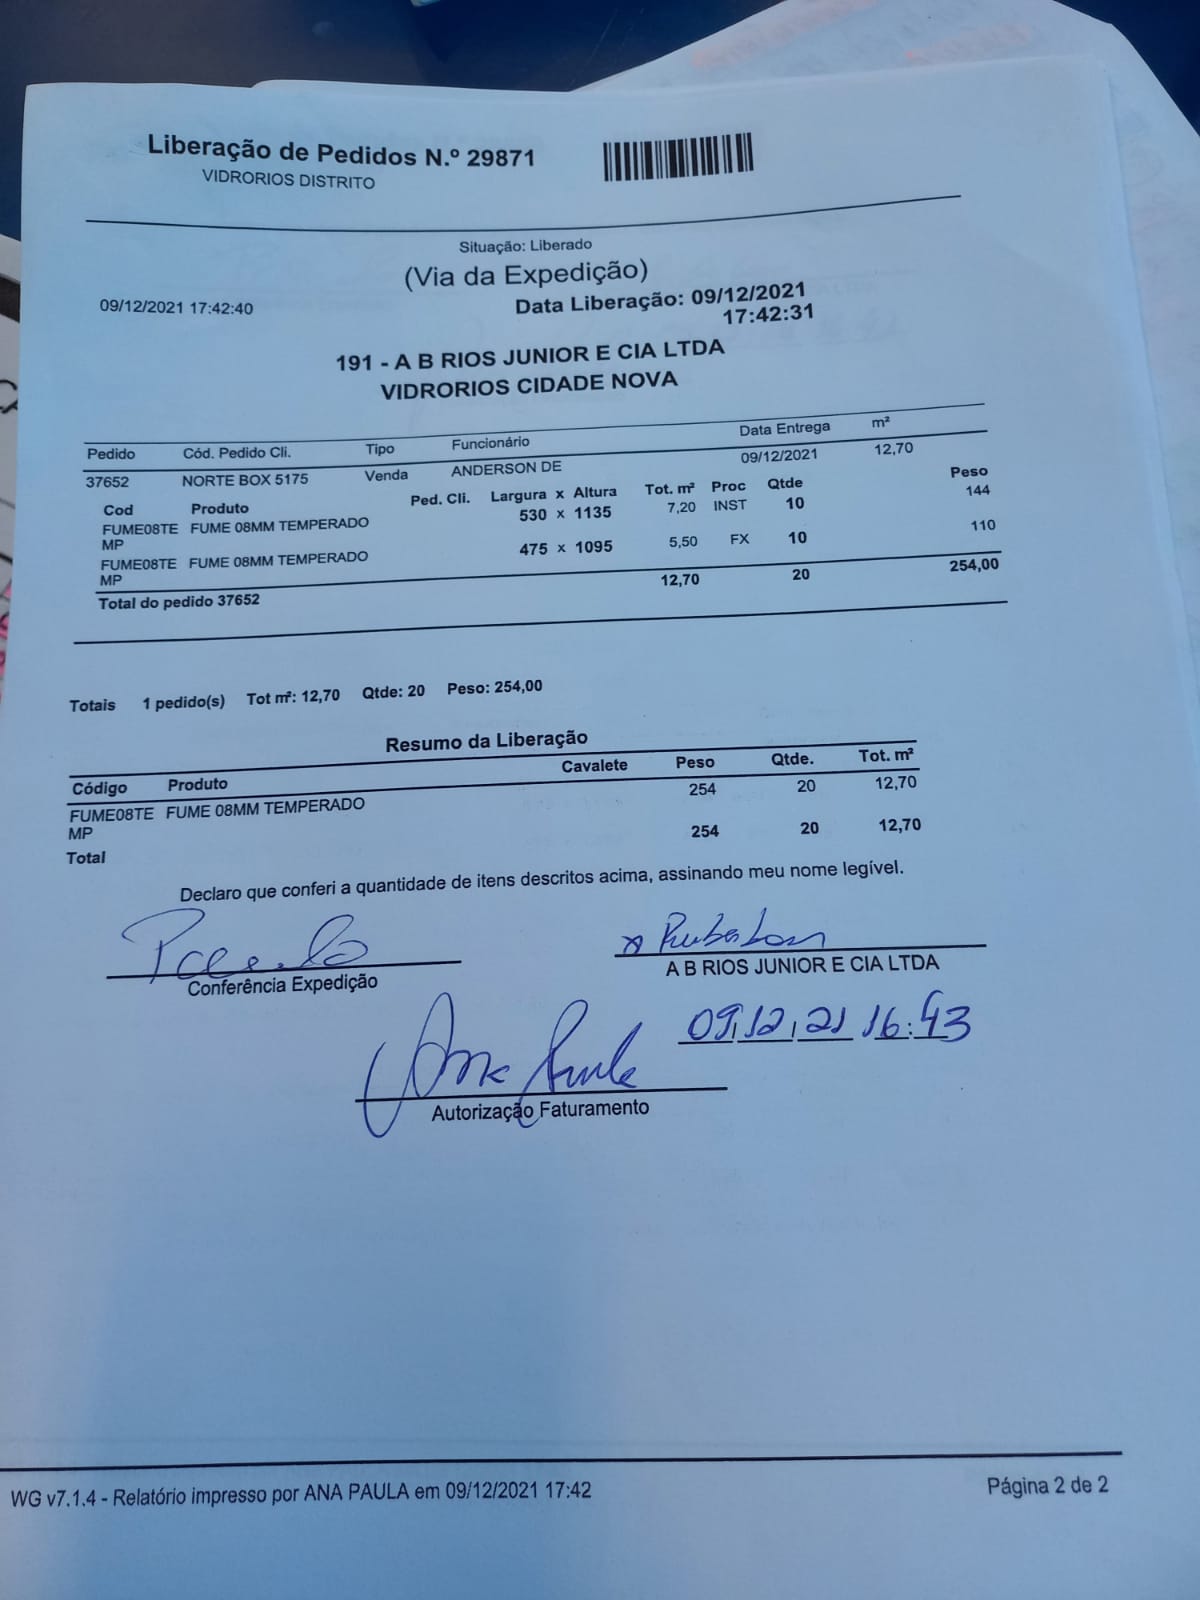 Liberação de Pedidos N.º 29871
VIDRORIOS DISTRITO
Situação: Liberado
(Via da Expedição)
09/12/2021 17:42:40
Data Liberação: 09/12/2021
17:42:31
191 - A B RIOS JUNIOR E CIA LTDA
VIDRORIOS CIDADE NOVA
Pedido Cód. Pedido Cli. Tipo Funcionário Data Entrega m²
37652 NORTE BOX 5175 Venda ANDERSON DE 09/12/2021 12,70
Cod Produto Ped. Cli. Largura x Altura Tot. m² Proc Qtde Peso
FUME08TE FUME 08MM TEMPERADO 530 x 1135 7,20 INST 10 144
MP
FUME08TE FUME 08MM TEMPERADO 475 x 1095 5,50 FX 10 110
MP
Total do pedido 37652 12,70 20 254,00
Totais 1 pedido(s) Tot m²: 12,70 Qtde: 20 Peso: 254,00
Resumo da Liberação
Código Produto Cavalete Peso Qtde. Tot. m²
FUME08TE FUME 08MM TEMPERADO 254 20 12,70
MP
Total 254 20 12,70
Declaro que conferi a quantidade de itens descritos acima, assinando meu nome legível.
Conferência Expedição
A B RIOS JUNIOR E CIA LTDA
09,12,21 16:43
Ana Paula
Autorização Faturamento
WG v7.1.4 - Relatório impresso por ANA PAULA em 09/12/2021 17:42
Página 2 de 2